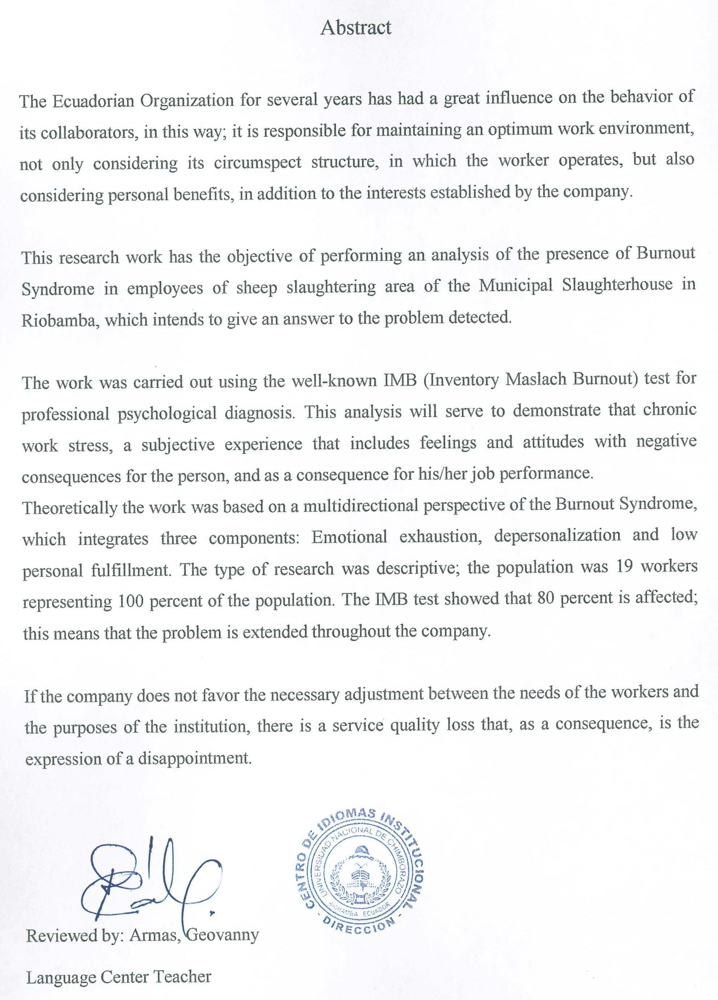 Abstract
The Ecuadorian Organization for several years has had a great influence on the behavior of
its collaborators, in this way; it is responsible for maintaining an optimum work environment,
not only considering its circumspect structure, in which the worker operates, but also
considering personal benefits, in addition to the interests established by the company.
This research work has the objective of performing an analysis of the presence of Burnout
Syndrome in employees of sheep slaughtering area of the Municipal Slaughterhouse in
Riobamba, which intends to give an answer to the problem detected.
The work was carried out using the well-known IMB (Inventory Maslach Burnout) test for
professional psychological diagnosis. This analysis will serve to demonstrate that chronic
work stress, a subjective experience that includes feelings and attitudes with negative
consequences for the person, and as a consequence for his/her job performance.
Theoretically the work was based on a multidirectional perspective of the Burnout Syndrome,
which integrates three components: Emotional exhaustion, depersonalization and low
personal fulfillment. The type of research was descriptive; the population was 19 workers
representing 100 percent of the population. The IMB test showed that 80 percent is affected;
this means that the problem is extended throughout the company.
If the company does not favor the necessary adjustment between the needs of the workers and
the purposes of the institution, there is a service quality loss that, as a consequence, is the
expression of a disappointment.
CENTRO DE IDIOMAS INSTITUCIONAL
UNIVERSIDAD NACIONAL DE CHIMBORAZO
RIOBAMBA ECUADOR
- DIRECCION -
Reviewed by: Armas, Geovanny
Language Center Teacher